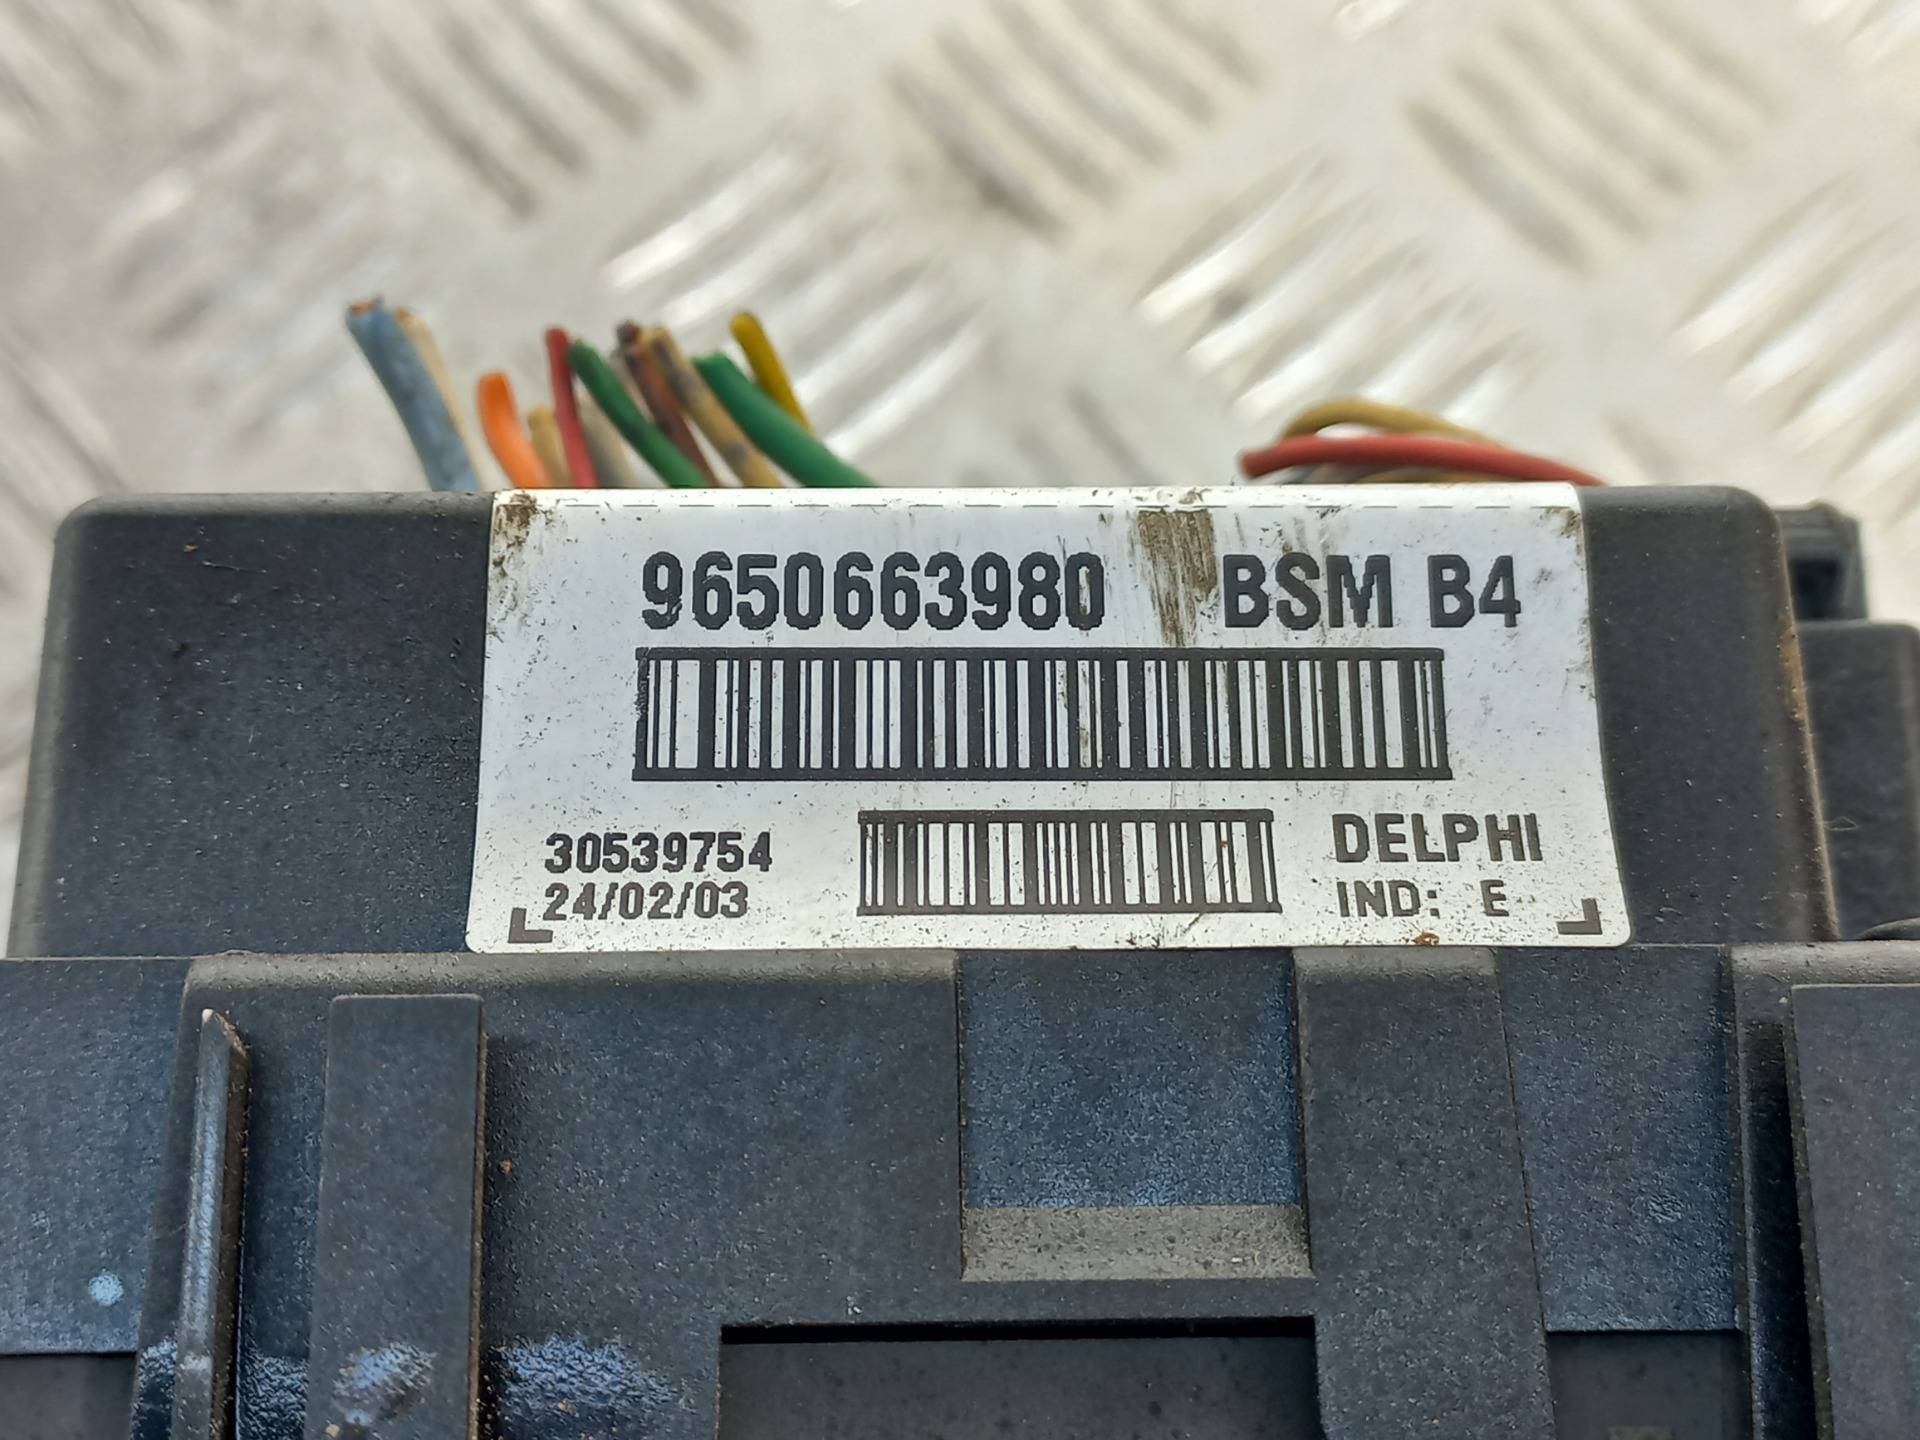 9650663980 BSM B4
30539754
24/02/03
DELPHI
IND: E